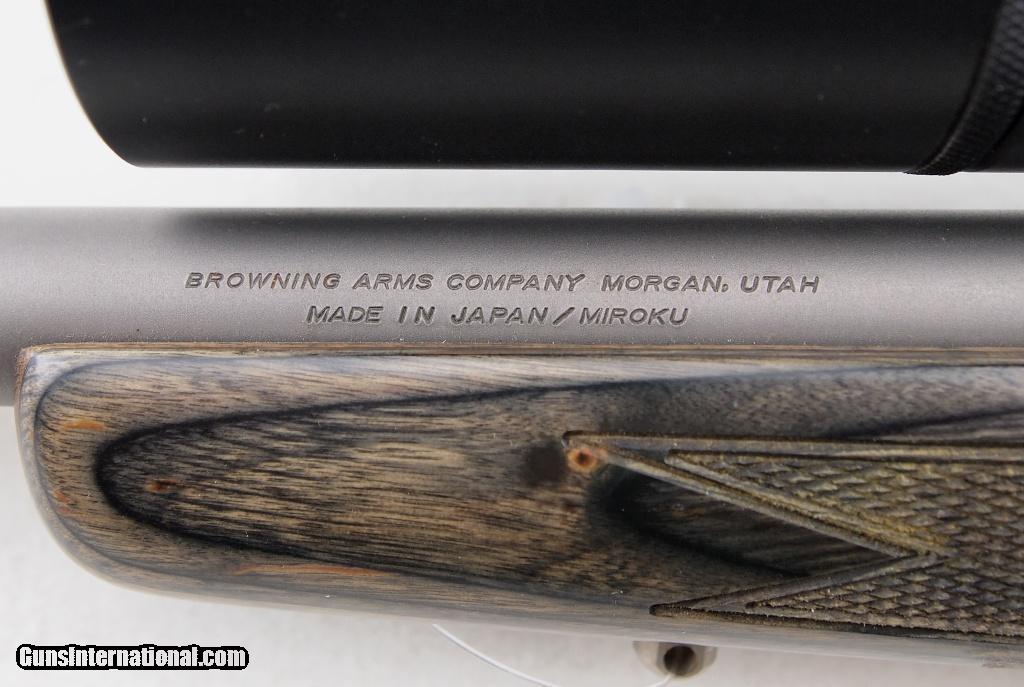 BROWNING ARMS COMPANY MORGAN, UTAH
MADE IN JAPAN/MIROKU
GunsInternational.com